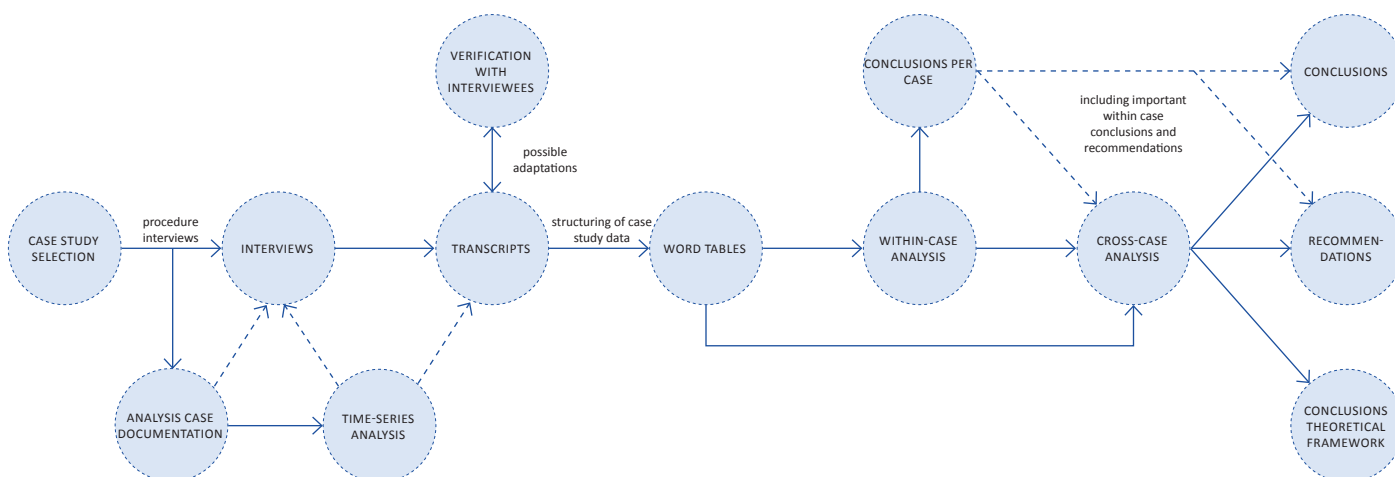 CASE STUDY
SELECTION
procedure
interviews
INTERVIEWS
ANALYSIS CASE
DOCUMENTATION
TIME-SERIES
ANALYSIS
VERIFICATION
WITH
INTERVIEWEES
possible
adaptations
TRANSCRIPTS
structuring of case
study data
WORD TABLES
CONCLUSIONS PER
CASE
WITHIN-CASE
ANALYSIS
including important
within case
conclusions and
recommendations
CROSS-CASE
ANALYSIS
CONCLUSIONS
RECOMMEN-
DATIONS
CONCLUSIONS
THEORETICAL
FRAMEWORK